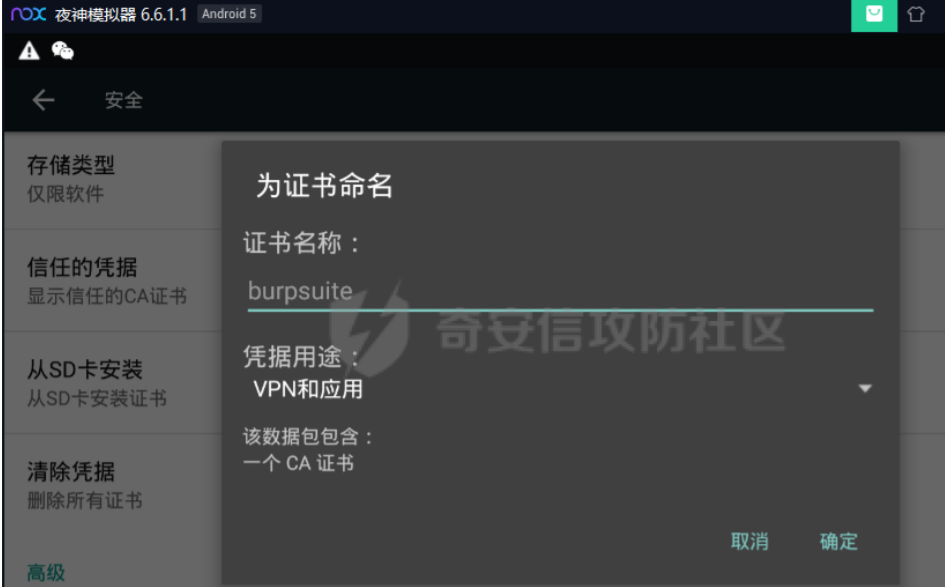 nox 夜神模拟器 6.6.1.1 Android 5
安全
存储类型
仅限软件
信任的凭据
显示信任的CA证书
从SD卡安装
从SD卡安装证书
清除凭据
删除所有证书
高级
为证书命名
证书名称：
burpsuite
凭据用途：
VPN和应用
该数据包包含：
一个 CA 证书
取消 确定
奇安信攻防社区